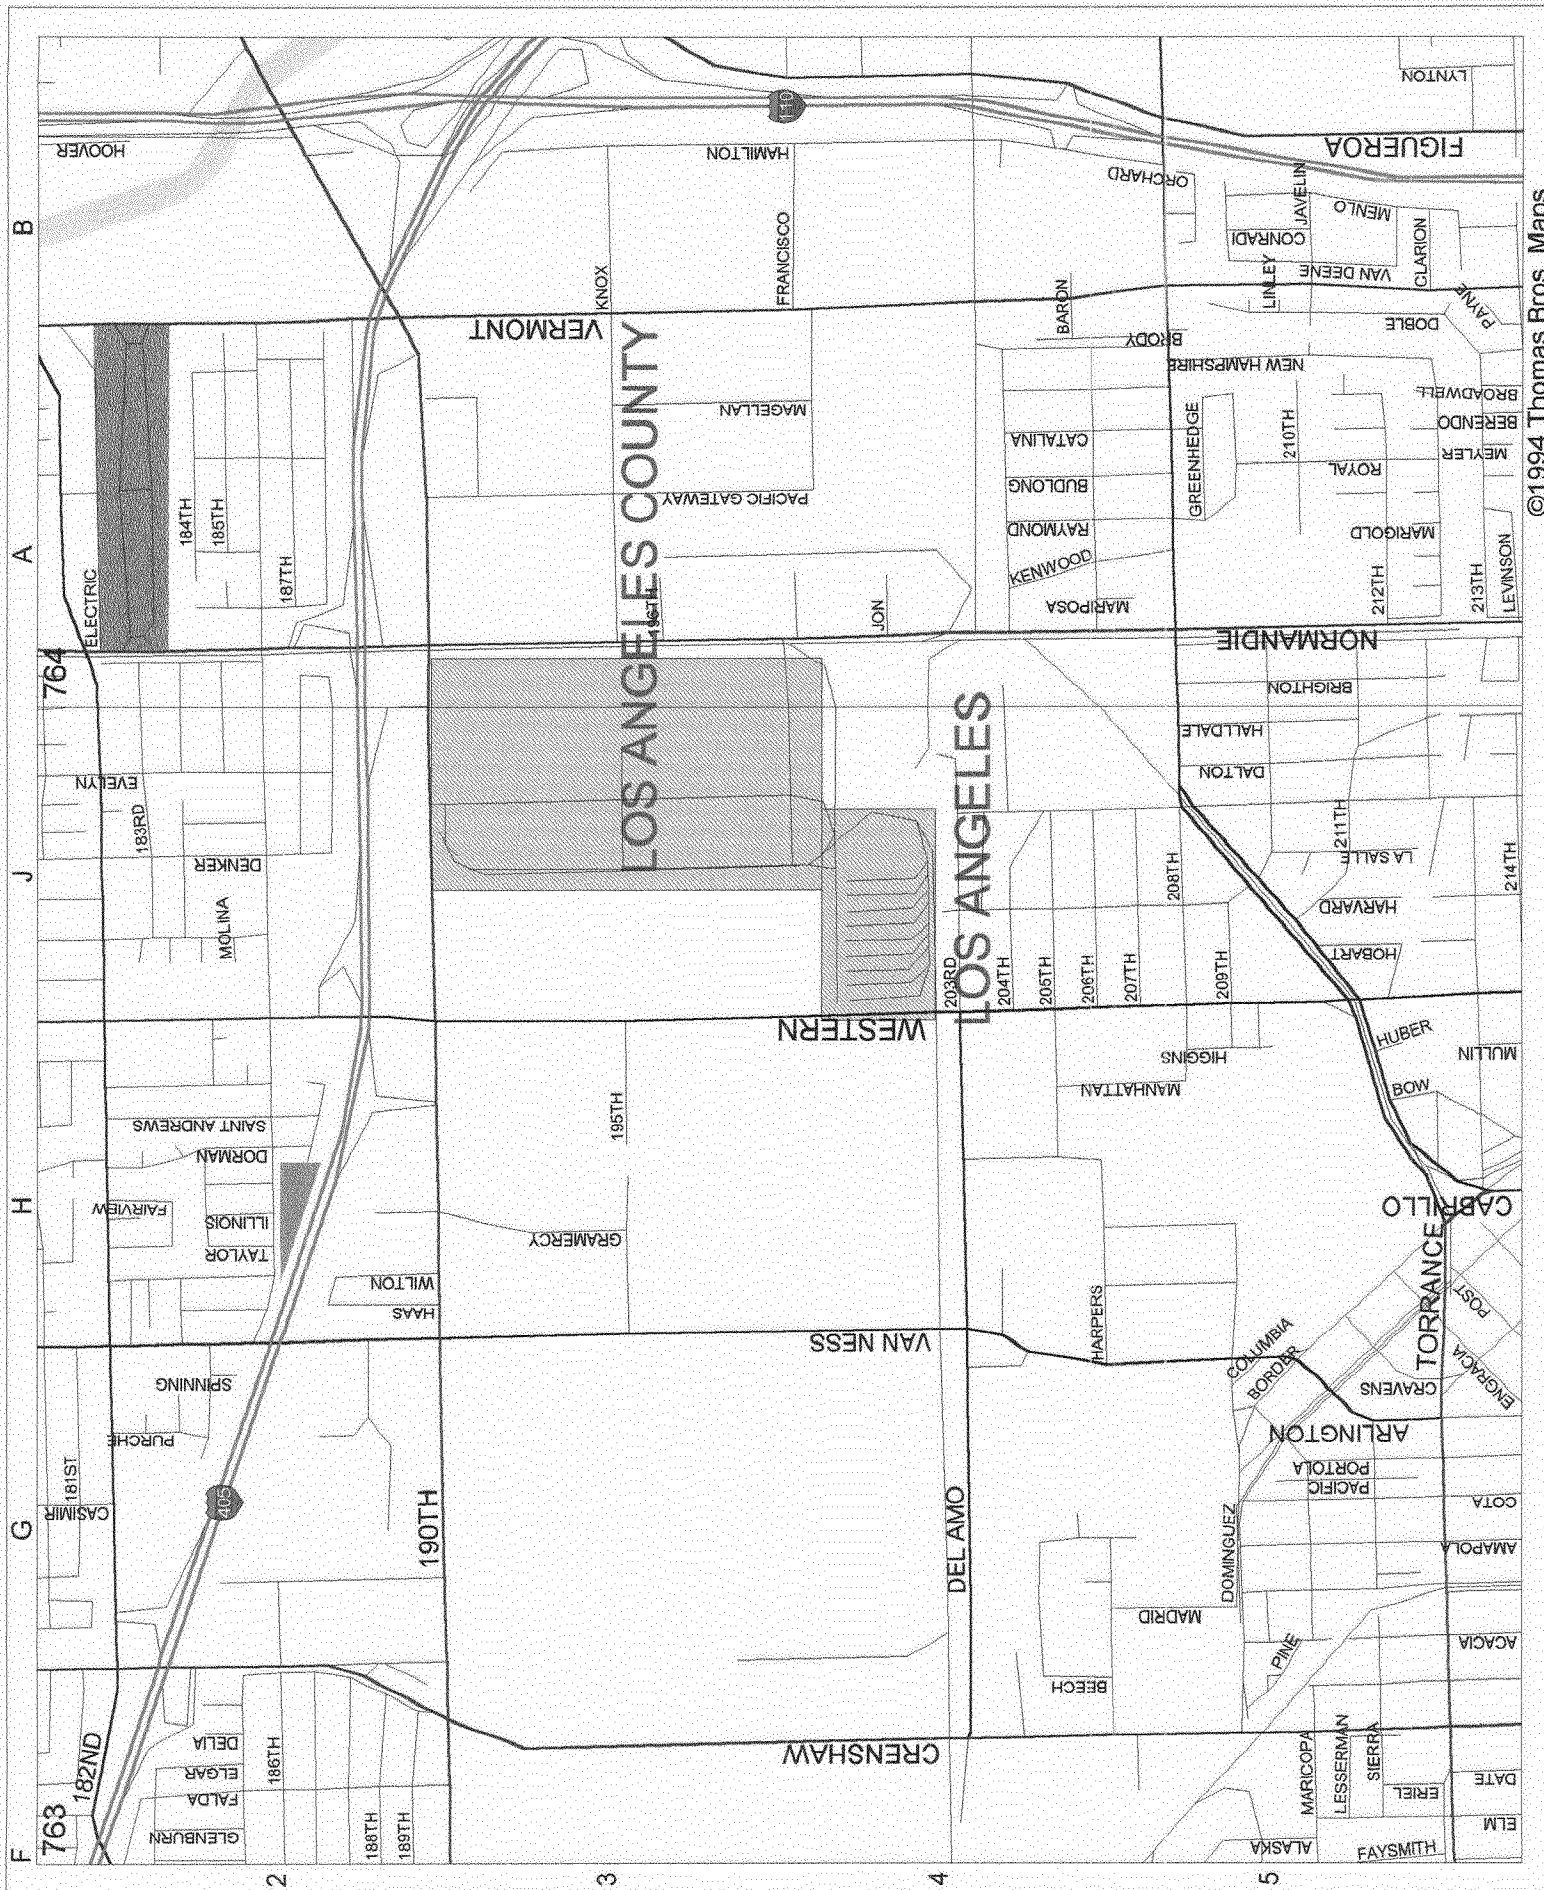 F
G
H
J
A
B
763
764
2
3
4
5
182ND
CASIMIR
181ST
PURCHE
SPINNING
405
DELIA
ELGAR
FALDA
GLENBURN
186TH
188TH
189TH
190TH
FAIRVIEW
TAYLOR
ILLINOIS
DORMAN
SAINT ANDREWS
WILTON
HAAS
GRAMERCY
195TH
EVELYN
183RD
DENKER
MOLINA
ELECTRIC
184TH
185TH
187TH
HOOVER
VERMONT
KNOX
HAMILTON
FRANCISCO
110
MAGELLAN
PACIFIC GATEWAY
LOS ANGELES COUNTY
196TH
JON
WESTERN
VAN NESS
CRENSHAW
DEL AMO
LOS ANGELES
203RD
204TH
205TH
206TH
207TH
208TH
209TH
BARON
BRODY
NEW HAMPSHIRE
CATALINA
BUDLONG
RAYMOND
KENWOOD
MARIPOSA
NORMANDIE
GREENHEDGE
210TH
ROYAL
MARIGOLD
212TH
213TH
LEVINSON
MEYLER
BERENDO
BROADWELL
PAYNE
DOBLE
LINLEY
VAN DEENE
CONRADI
JAVELIN
MENLO
CLARION
ORCHARD
FIGUEROA
LYNTON
BRIGHTON
HALLDALE
DALTON
211TH
LA SALLE
HARVARD
HOBART
214TH
HIGGINS
MANHATTAN
HUBER
BOW
MULLIN
CABRILLO
TORRANCE
POST
ENGRACIA
CRAVENS
COLUMBIA
BORDER
HARPERS
ARLINGTON
PORTOLA
PACIFIC
COTA
AMAPOLA
DOMINGUEZ
MADRID
BEECH
PINE
ACACIA
MARICOPA
LESSERMAN
SIERRA
ERIEL
DATE
ELM
ALASKA
FAYSMITH
©1994 Thomas Bros. Maps